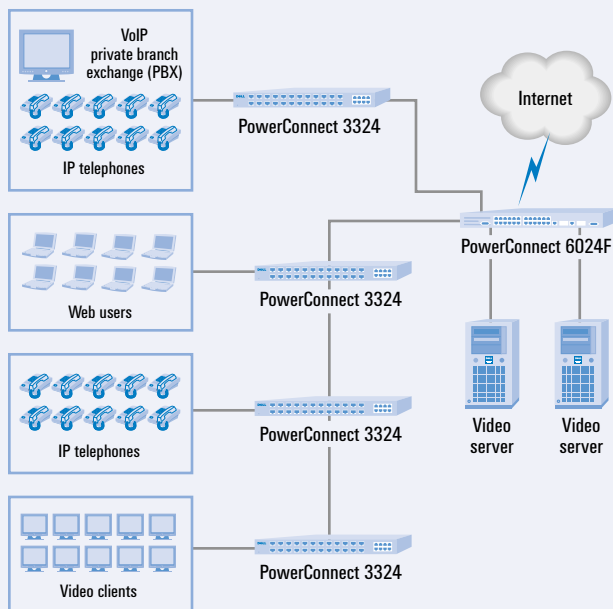 VoIP
private branch
exchange (PBX)
IP telephones
PowerConnect 3324
Internet
PowerConnect 6024F
Web users
PowerConnect 3324
IP telephones
PowerConnect 3324
Video
server
Video
server
Video clients
PowerConnect 3324